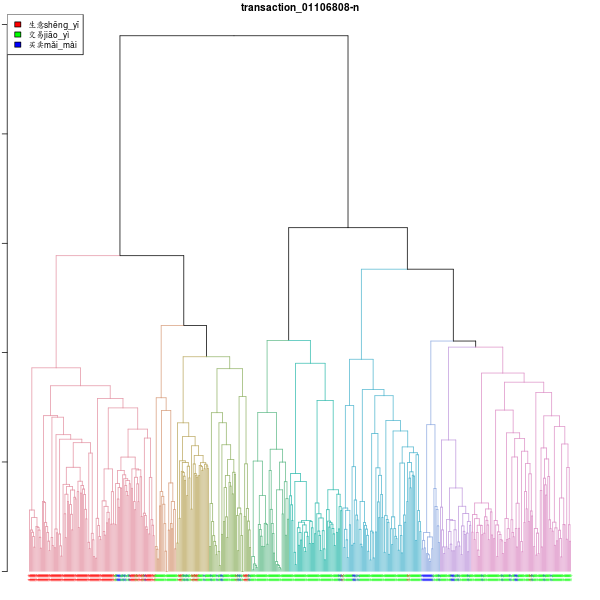 transaction_01106808-n
生意shēng_yì
交易jiāo_yì
买卖mǎi_mài